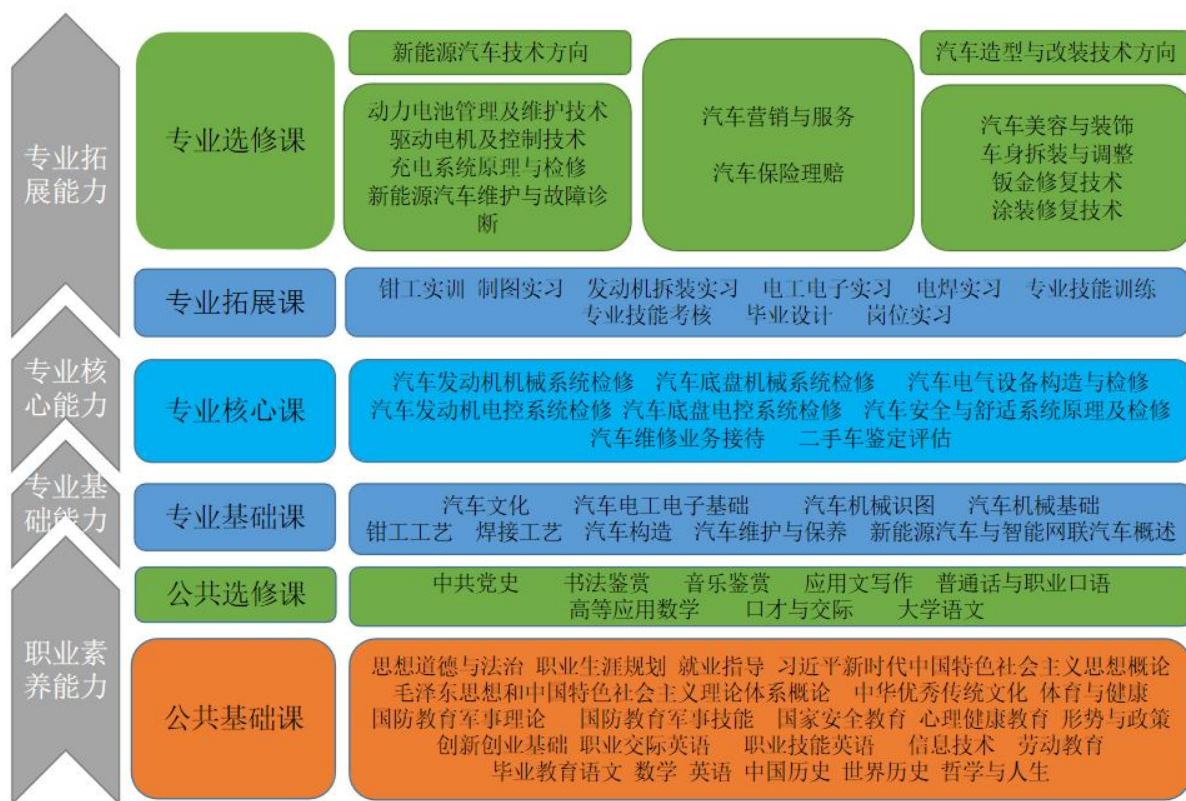 专业拓
展能力
专业选修课
新能源汽车技术方向
动力电池管理及维护技术
驱动电机及控制技术
充电系统原理与检修
新能源汽车维护与故障诊
断
汽车营销与服务
汽车保险理赔
汽车造型与改装技术方向
汽车美容与装饰
车身拆装与调整
钣金修复技术
涂装修复技术
专业拓展课
钳工实训 制图实习 发动机拆装实习 电工电子实习 电焊实习 专业技能训练
专业技能考核 毕业设计 岗位实习
专业核
心能力
专业核心课
汽车发动机机械系统检修 汽车底盘机械系统检修 汽车电气设备构造与检修
汽车发动机电控系统检修 汽车底盘电控系统检修 汽车安全与舒适系统原理及检修
汽车维修业务接待 二手车鉴定评估
专业基
础能力
专业基础课
汽车文化 汽车电工电子基础 汽车机械识图 汽车机械基础
钳工工艺 焊接工艺 汽车构造 汽车维护与保养 新能源汽车与智能网联汽车概述
职业素
养能力
公共选修课
中共党史 书法鉴赏 音乐鉴赏 应用文写作 普通话与职业口语
高等应用数学 口才与交际 大学语文
公共基础课
思想道德与法治 职业生涯规划 就业指导 习近平新时代中国特色社会主义思想概论
毛泽东思想和中国特色社会主义理论体系概论 中华优秀传统文化 体育与健康
国防教育军事理论 国防教育军事技能 国家安全教育 心理健康教育 形势与政策
创新创业基础 职业交际英语 职业技能英语 信息技术 劳动教育
毕业教育语文 数学 英语 中国历史 世界历史 哲学与人生